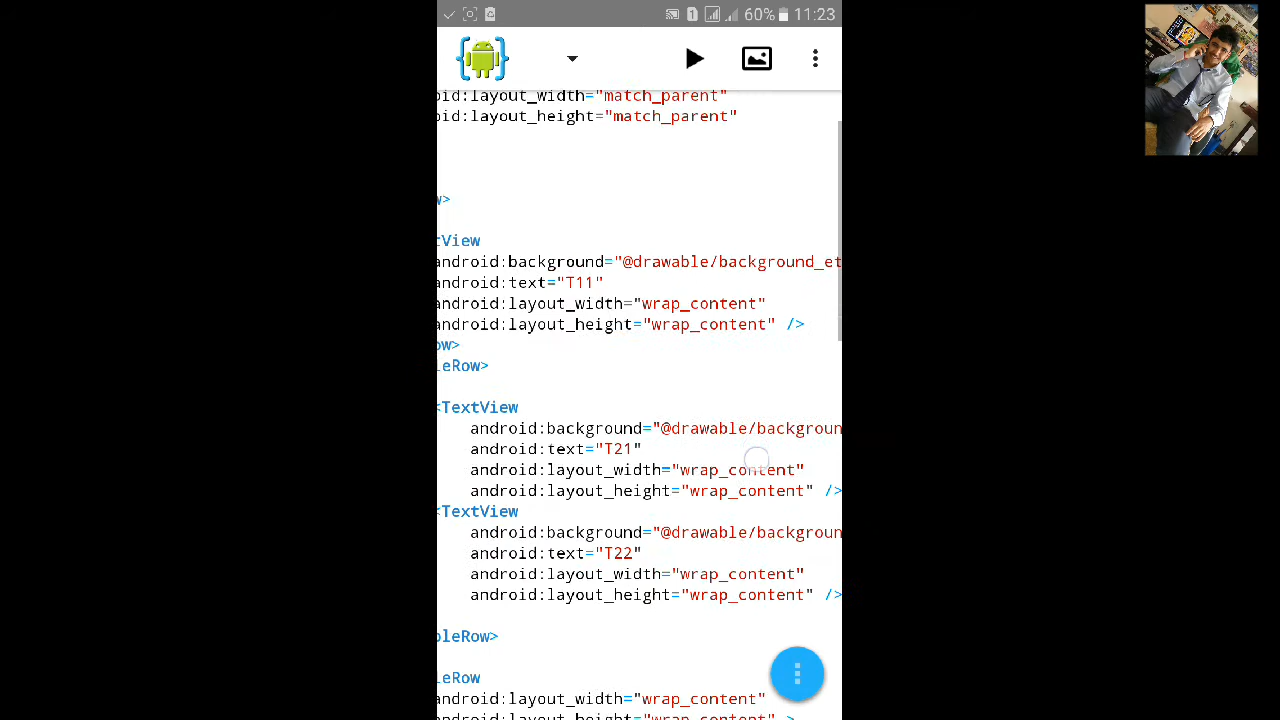 60% 11:23
oid:layout_width="match_parent"
oid:layout_height="match_parent"
w>
tView
android:background="@drawable/background_et
android:text="T11"
android:layout_width="wrap_content"
android:layout_height="wrap_content" />
ow>
leRow>
<TextView
android:background="@drawable/backgroun
android:text="T21"
android:layout_width="wrap_content"
android:layout_height="wrap_content" />
<TextView
android:background="@drawable/backgroun
android:text="T22"
android:layout_width="wrap_content"
android:layout_height="wrap_content" />
bleRow>
leRow
android:layout_width="wrap_content"
android:layout_height="wrap_content" >